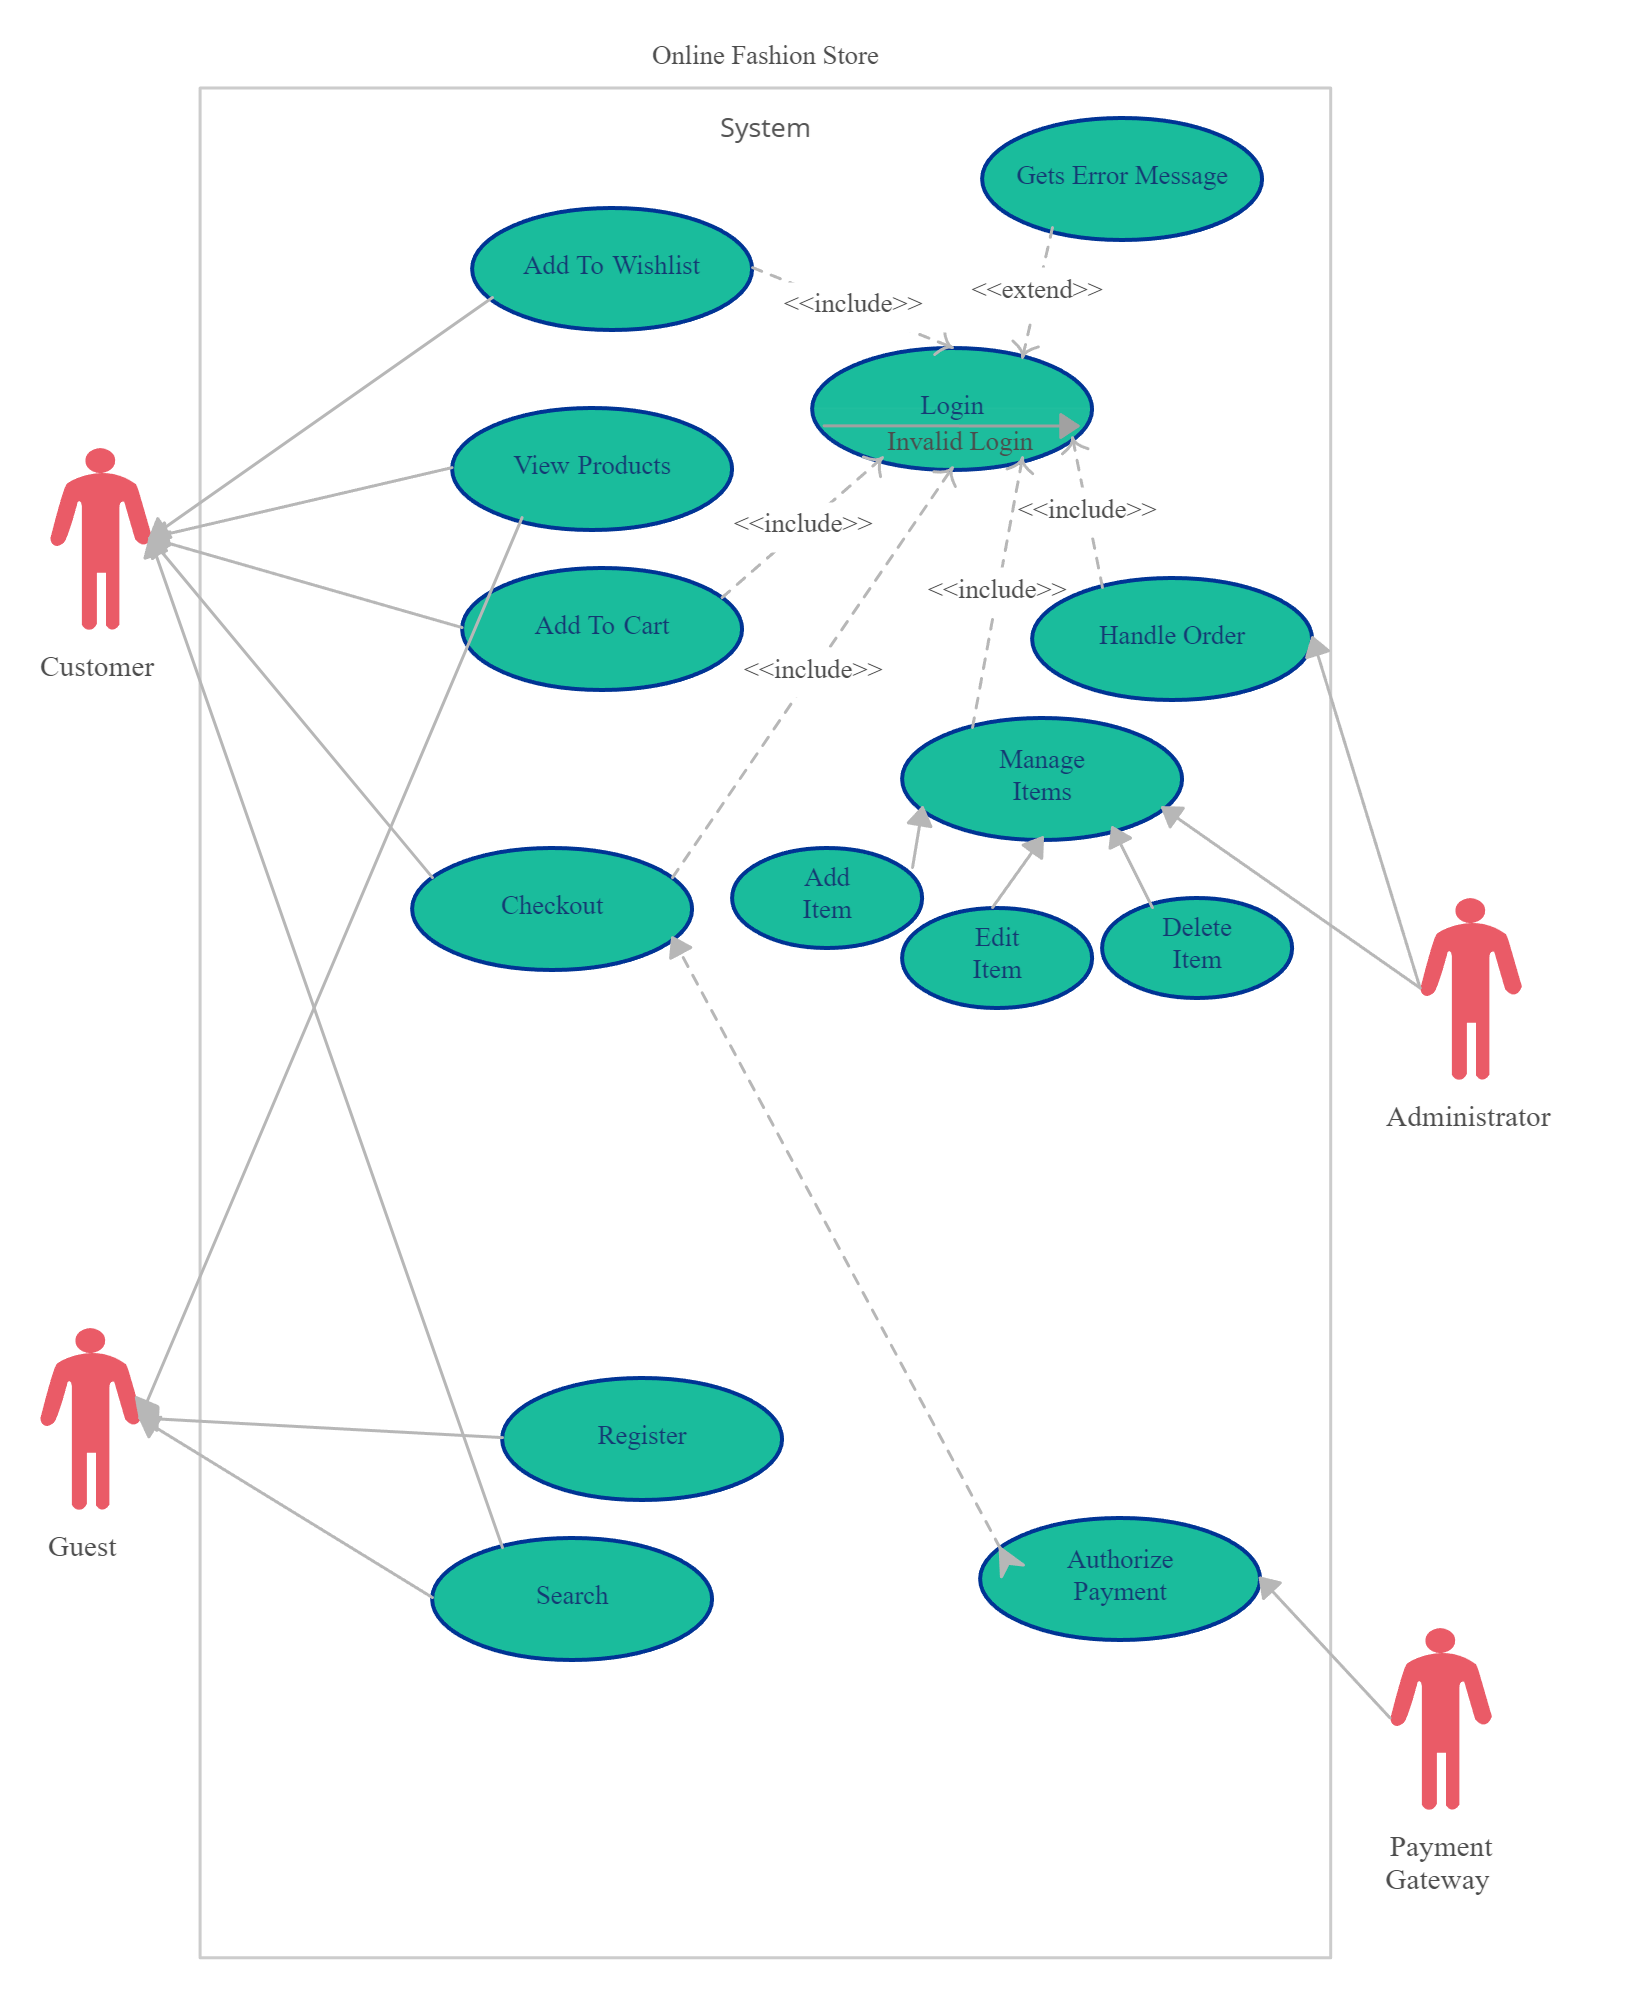 Online Fashion Store
System
Gets Error Message
Add To Wishlist
<<include>>
<<extend>>
Login
Invalid Login
View Products
<<include>>
<<include>>
<<include>>
Add To Cart
Handle Order
Customer
<<include>>
Manage
Items
Add
Item
Checkout
Edit
Item
Delete
Item
Administrator
Register
Guest
Search
Authorize
Payment
Payment
Gateway